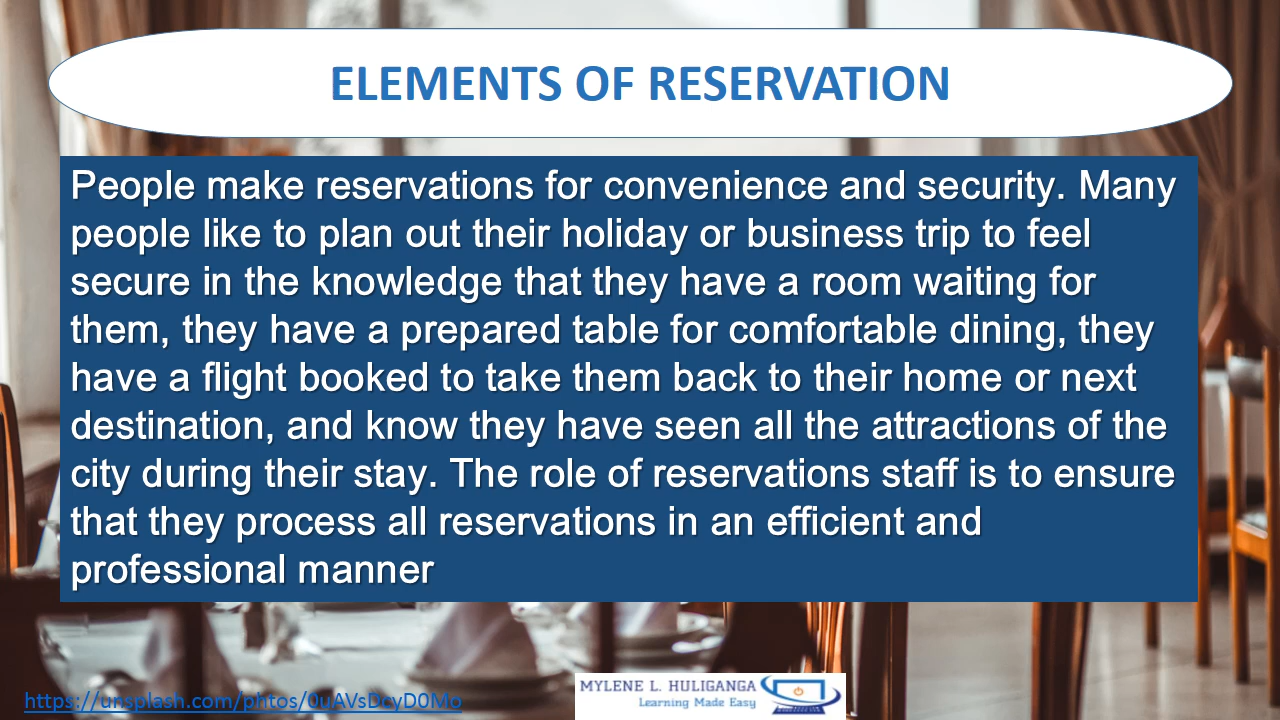 ELEMENTS OF RESERVATION
People make reservations for convenience and security. Many
people like to plan out their holiday or business trip to feel
secure in the knowledge that they have a room waiting for
them, they have a prepared table for comfortable dining, they
have a flight booked to take them back to their home or next
destination, and know they have seen all the attractions of the
city during their stay. The role of reservations staff is to ensure
that they process all reservations in an efficient and
professional manner
https://unsplash.com/phtos/0uAVsDcyD0Mo
MYLENE L. HULIGANGA
Learning Made Easy